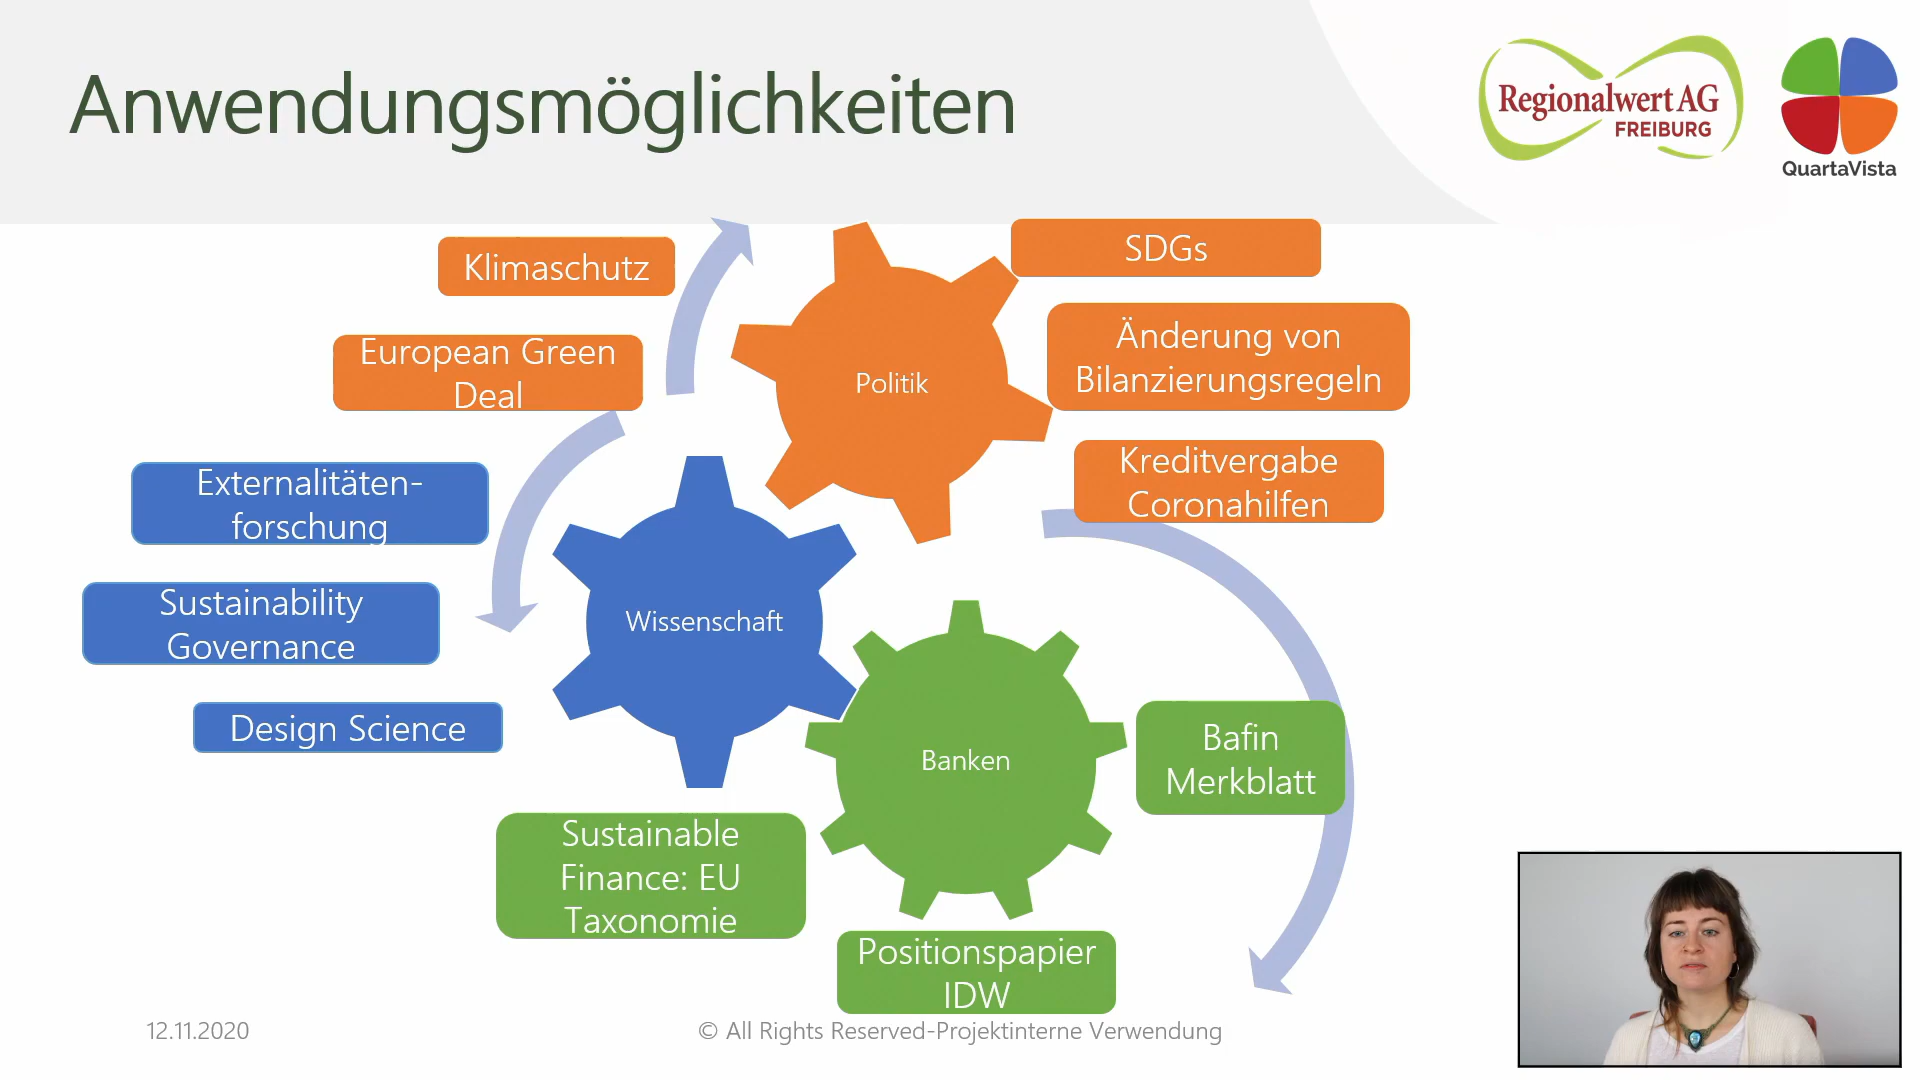 Anwendungsmöglichkeiten
Regionalwert AG
FREIBURG
QuartaVista
Klimaschutz
European Green
Deal
SDGs
Änderung von
Bilanzierungsregeln
Kreditvergabe
Coronahilfen
Politik
Externalitäten-
forschung
Sustainability
Governance
Design Science
Wissenschaft
Banken
Bafin
Merkblatt
Sustainable
Finance: EU
Taxonomie
Positionspapier
IDW
12.11.2020
© All Rights Reserved-Projektinterne Verwendung